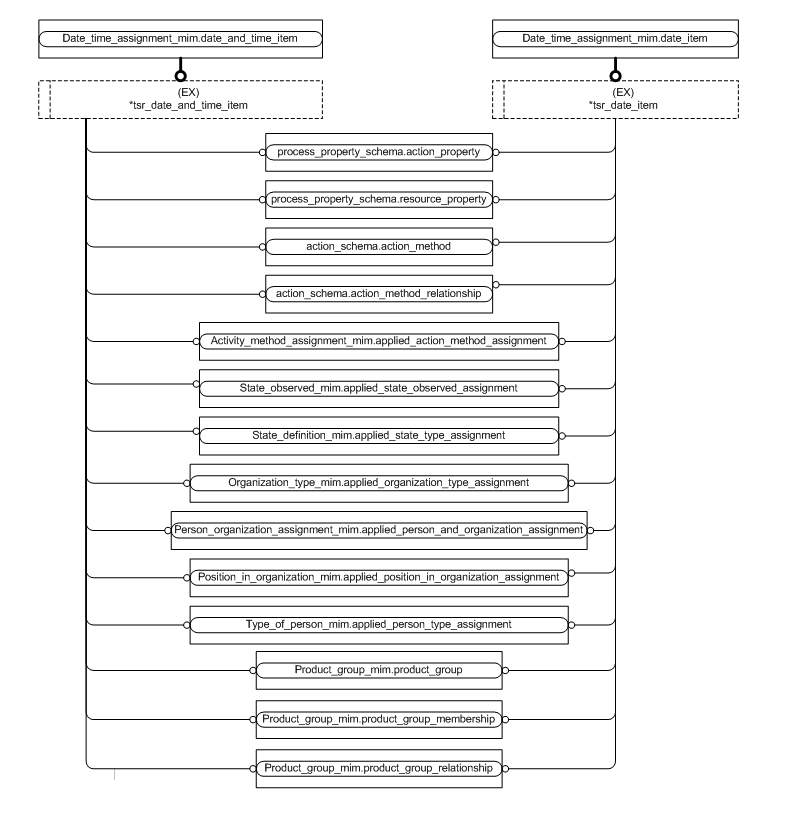 Date_time_assignment_mim.date_and_time_item
Date_time_assignment_mim.date_item
(EX)
*tsr_date_and_time_item
(EX)
*tsr_date_item
process_property_schema.action_property
process_property_schema.resource_property
action_schema.action_method
action_schema.action_method_relationship
Activity_method_assignment_mim.applied_action_method_assignment
State_observed_mim.applied_state_observed_assignment
State_definition_mim.applied_state_type_assignment
Organization_type_mim.applied_organization_type_assignment
Person_organization_assignment_mim.applied_person_and_organization_assignment
Position_in_organization_mim.applied_position_in_organization_assignment
Type_of_person_mim.applied_person_type_assignment
Product_group_mim.product_group
Product_group_mim.product_group_membership
Product_group_mim.product_group_relationship